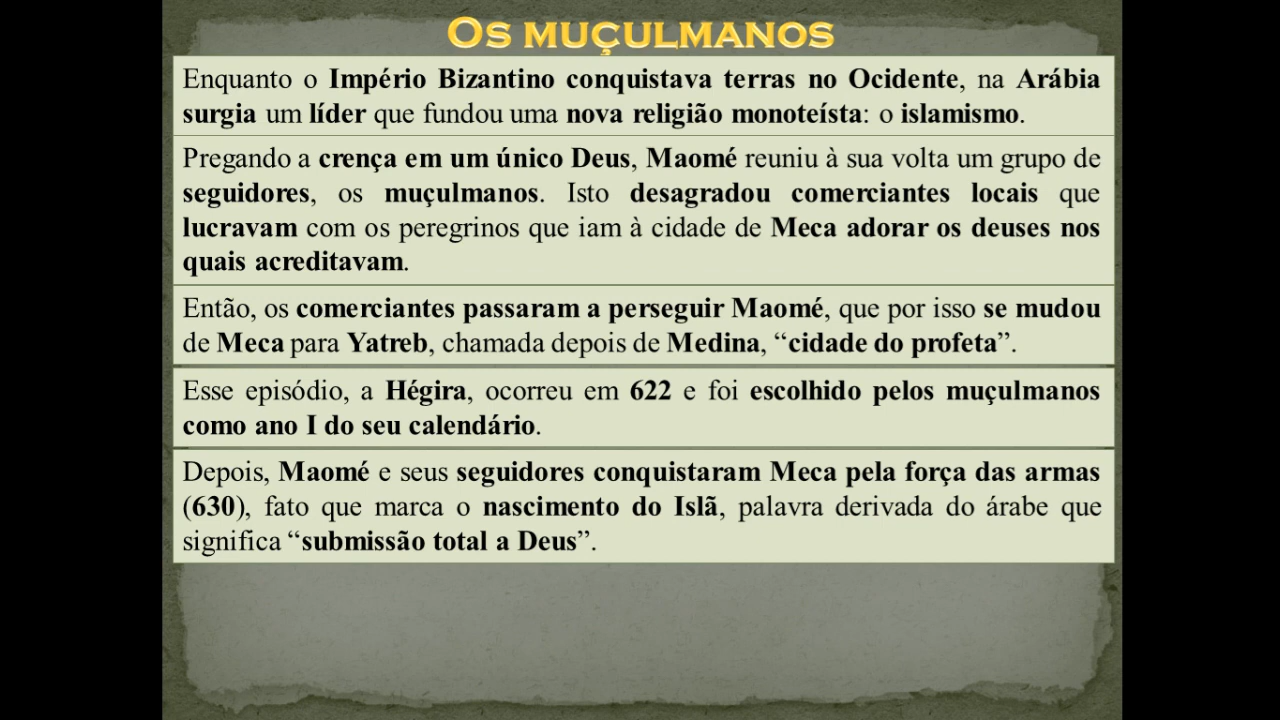 Os muçulmanos
Enquanto o Império Bizantino conquistava terras no Ocidente, na Arábia
surgia um líder que fundou uma nova religião monoteísta: o islamismo.
Pregando a crença em um único Deus, Maomé reuniu à sua volta um grupo de
seguidores, os muçulmanos. Isto desagradou comerciantes locais que
lucravam com os peregrinos que iam à cidade de Meca adorar os deuses nos
quais acreditavam.
Então, os comerciantes passaram a perseguir Maomé, que por isso se mudou
de Meca para Yatreb, chamada depois de Medina, “cidade do profeta”.
Esse episódio, a Hégira, ocorreu em 622 e foi escolhido pelos muçulmanos
como ano I do seu calendário.
Depois, Maomé e seus seguidores conquistaram Meca pela força das armas
(630), fato que marca o nascimento do Islã, palavra derivada do árabe que
significa “submissão total a Deus”.